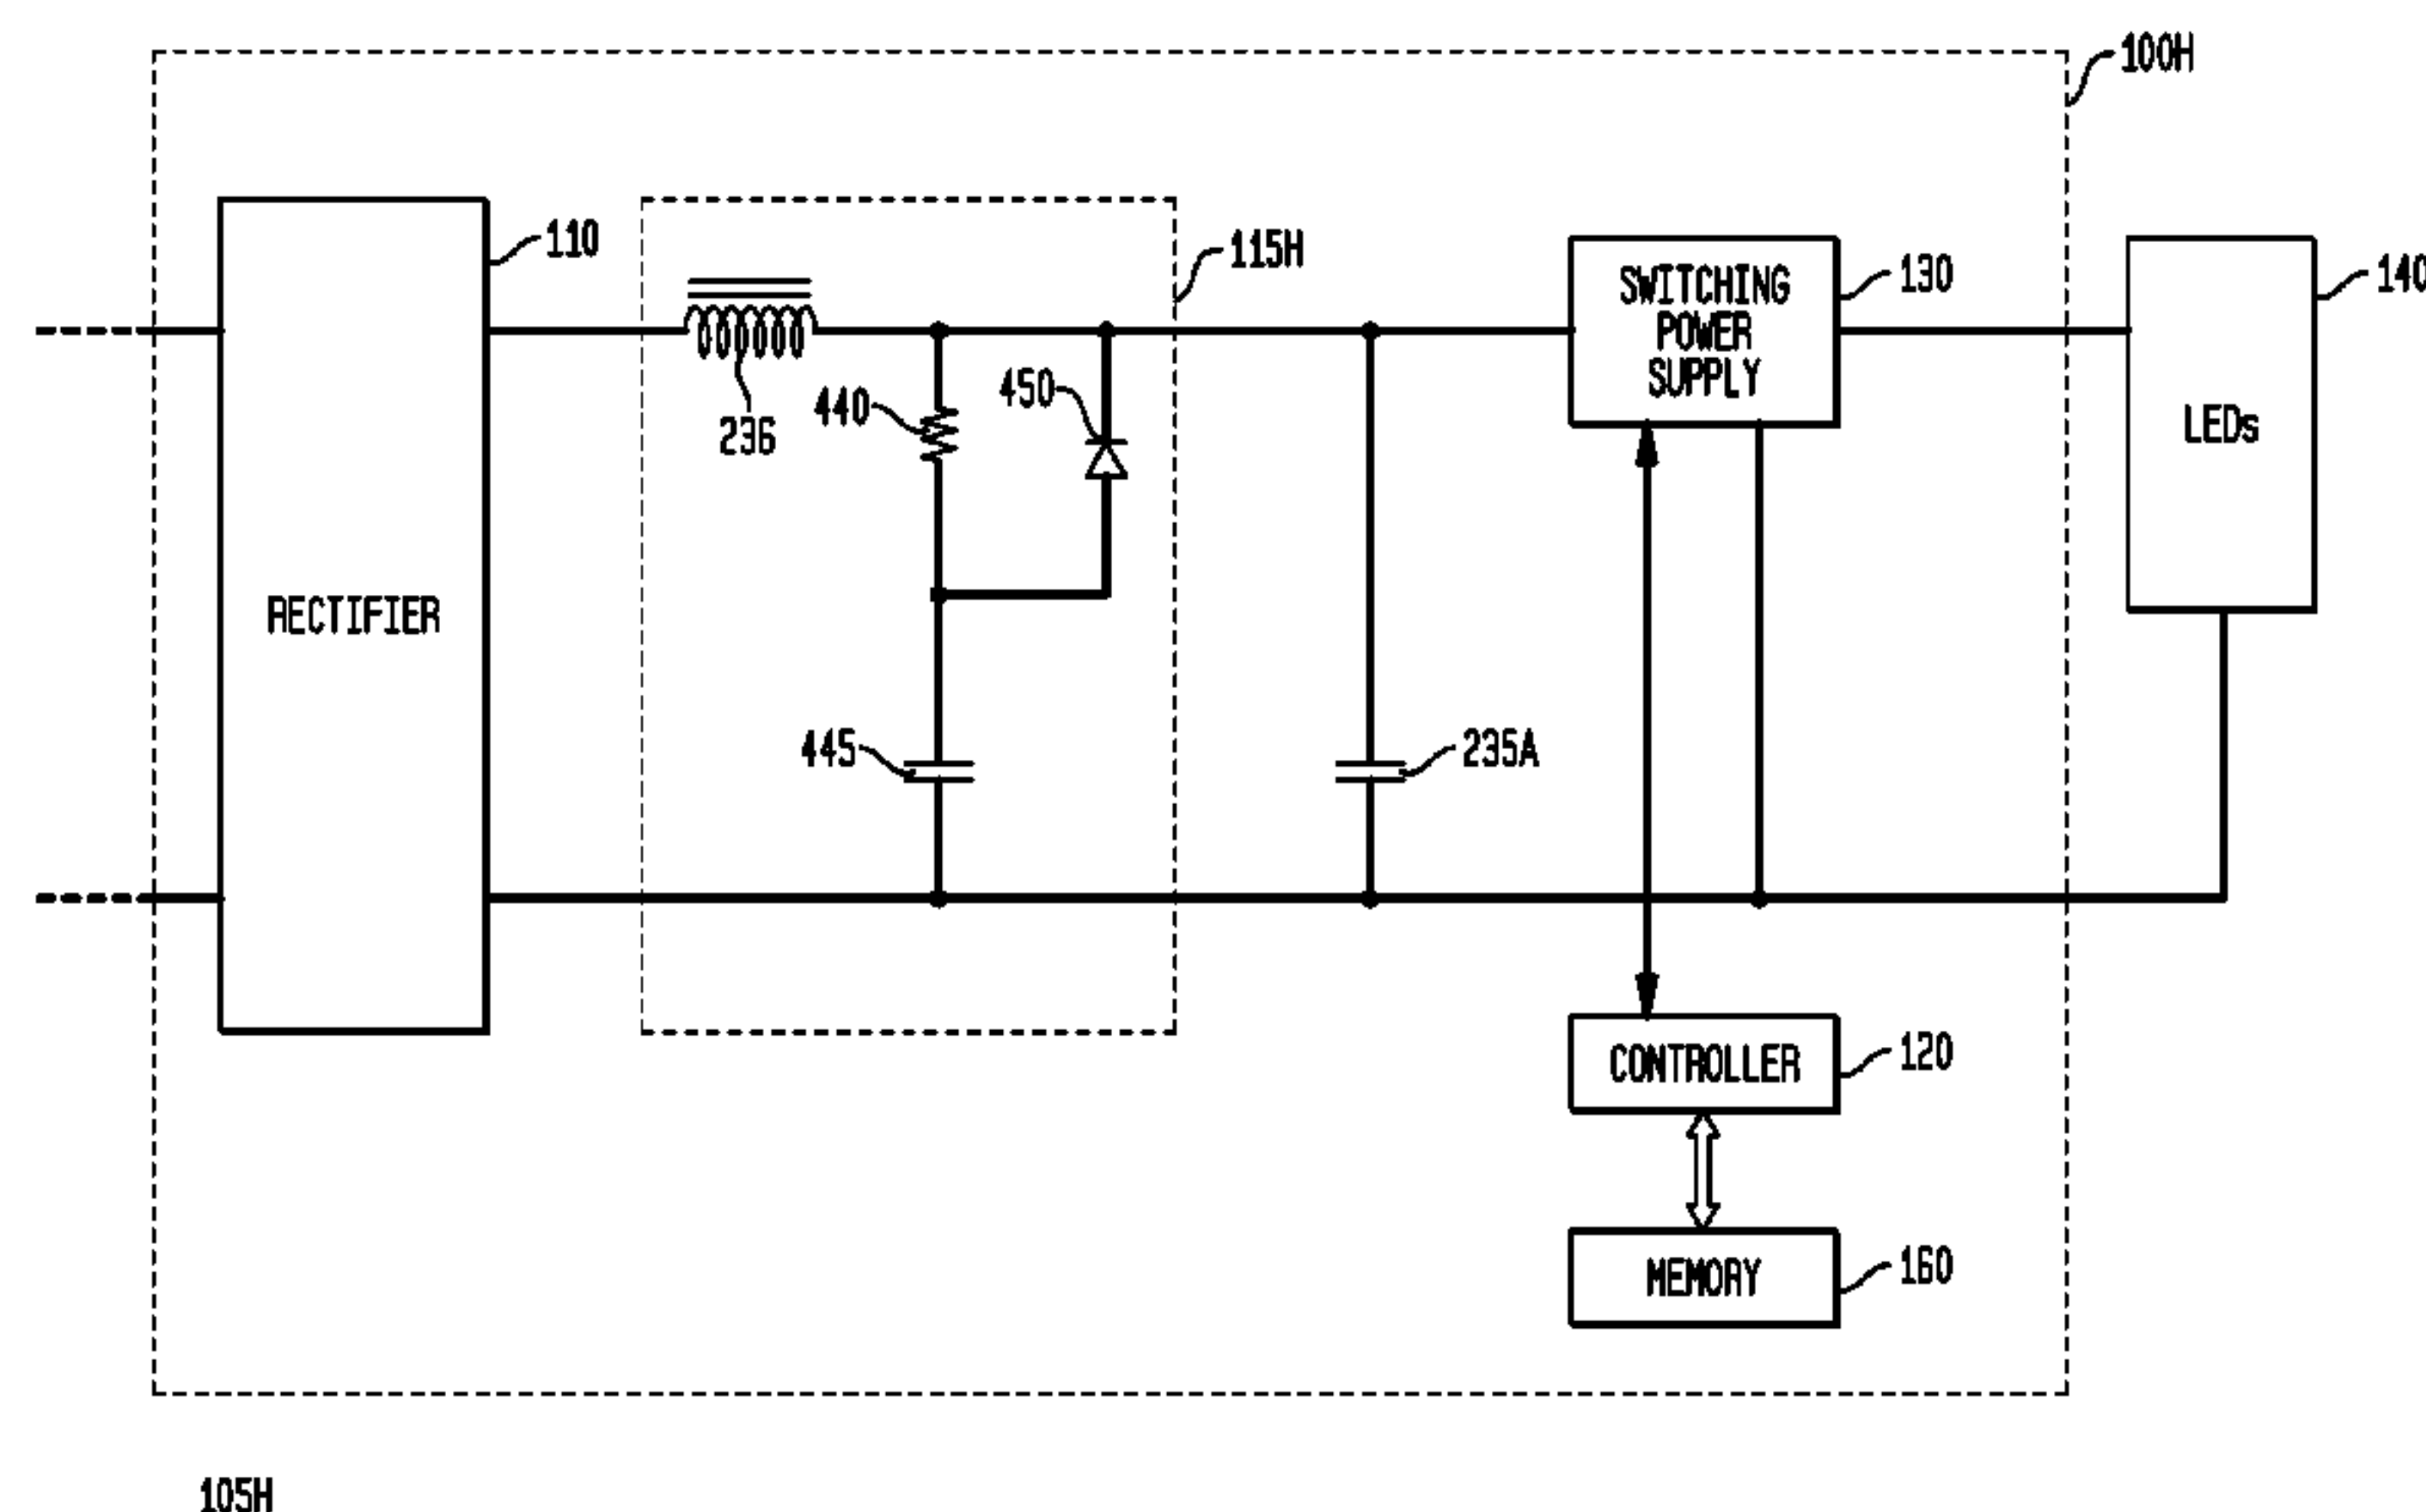 100H
110
115H
SWITCHING
POWER
SUPPLY
130
140
236
440
450
LEDs
RECTIFIER
445
235A
CONTROLLER
120
MEMORY
160
105H